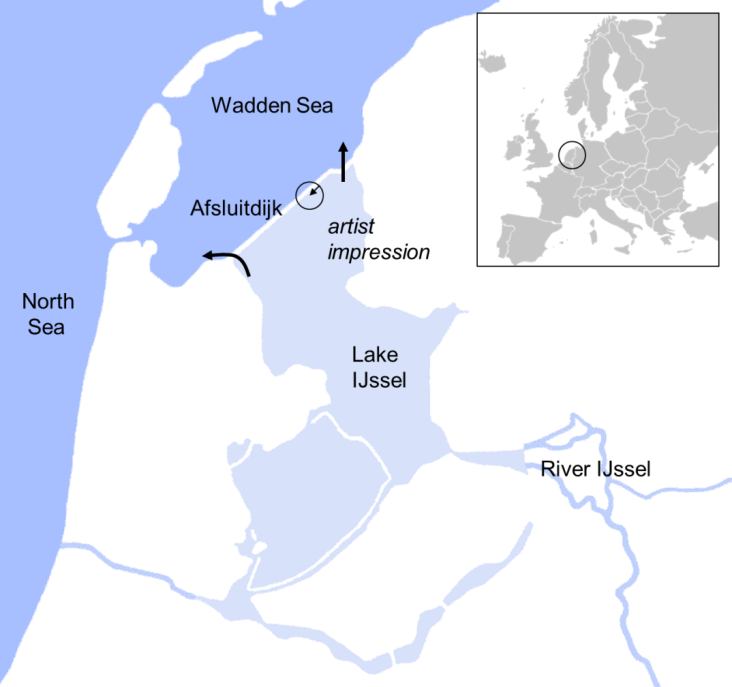 Wadden Sea
Afsluitdijk
artist
impression
North
Sea
Lake
IJssel
River IJssel